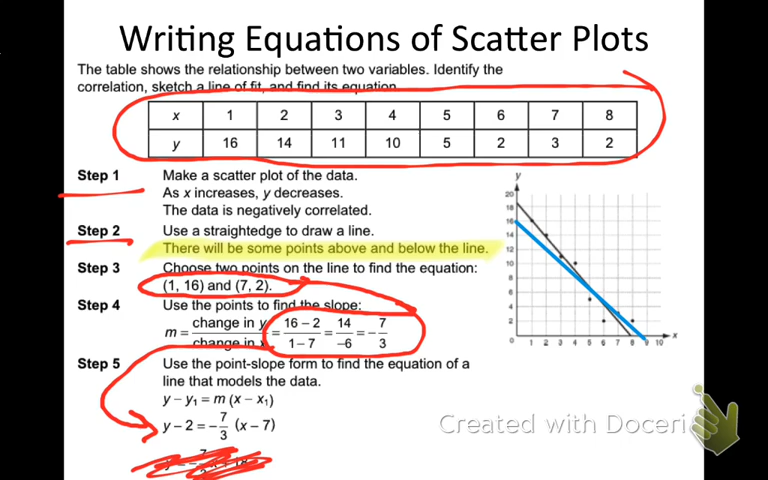 Writing Equations of Scatter Plots
The table shows the relationship between two variables. Identify the
correlation, sketch a line of fit, and find its equation.
x 1 2 3 4 5 6 7 8
y 16 14 11 10 5 2 3 2
Step 1 Make a scatter plot of the data.
As x increases, y decreases.
The data is negatively correlated.
Step 2 Use a straightedge to draw a line.
There will be some points above and below the line.
Step 3 Choose two points on the line to find the equation:
(1, 16) and (7, 2).
Step 4 Use the points to find the slope:
m = change in y / change in x = 16 − 2 / 1 − 7 = 14 / −6 = − 7 / 3
Step 5 Use the point-slope form to find the equation of a
line that models the data.
y − y₁ = m (x − x₁)
y − 2 = − 7 / 3 (x − 7)
y
20
18
16
14
12
10
8
6
4
2
0 1 2 3 4 5 6 7 8 9 10 x
Created with Doceri